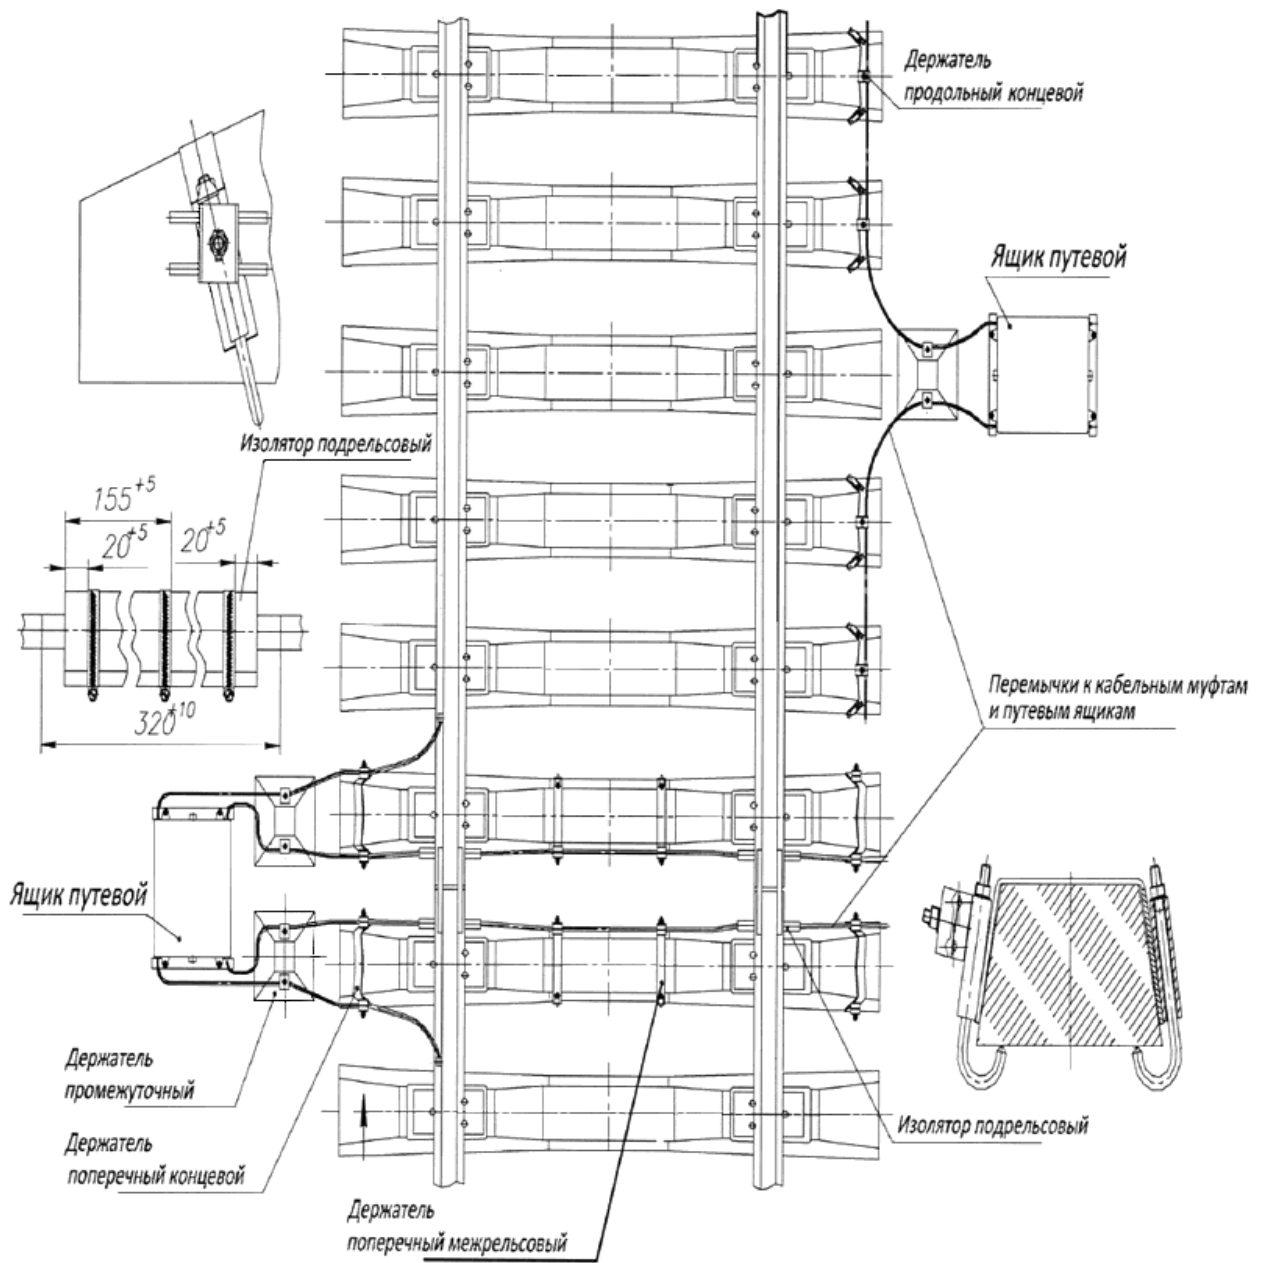 Держатель
продольный концевой
Ящик путевой
Изолятор подрельсовый
155+5
20+5
20+5
320+10
Перемычки к кабельным муфтам
и путевым ящикам
Ящик путевой
Держатель
промежуточный
Изолятор подрельсовый
Держатель
поперечный концевой
Держатель
поперечный межрельсовый